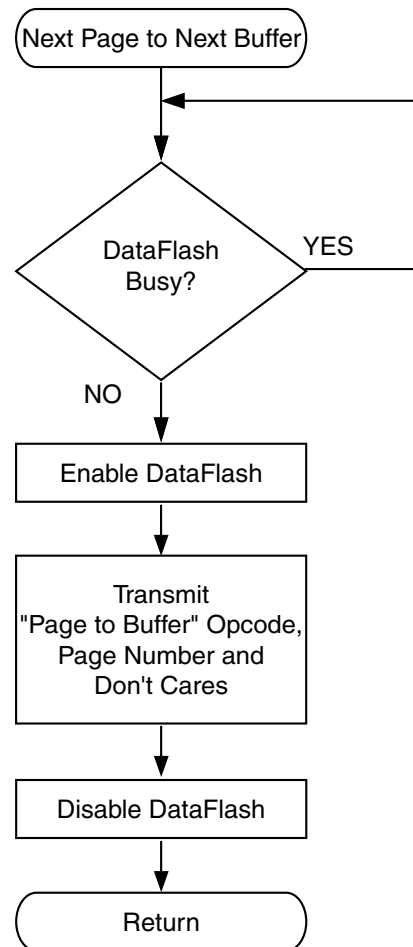 Next Page to Next Buffer
DataFlash
Busy?
YES
NO
Enable DataFlash
Transmit
"Page to Buffer" Opcode,
Page Number and
Don't Cares
Disable DataFlash
Return